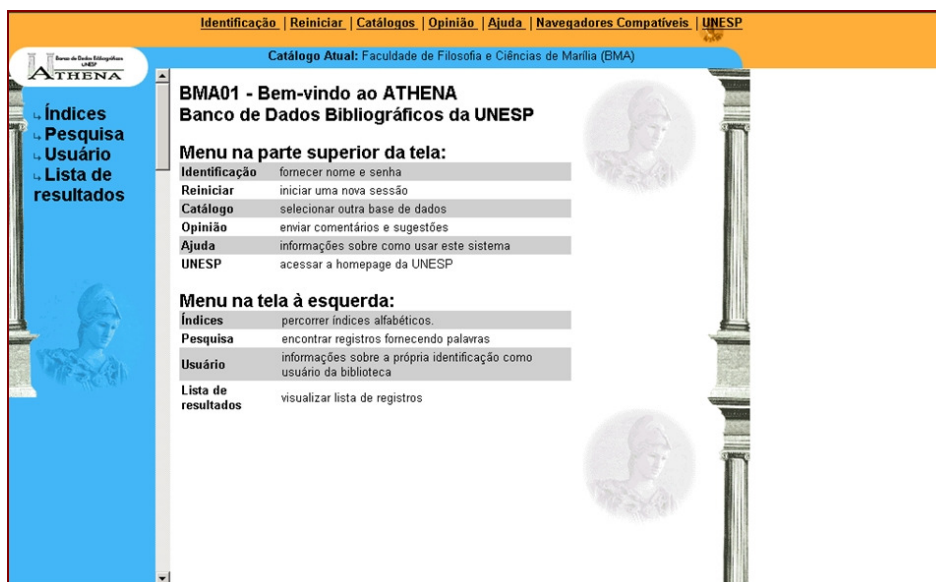 Identificação | Reiniciar | Catálogos | Opinião | Ajuda | Navegadores Compatíveis | UNESP
Catálogo Atual: Faculdade de Filosofia e Ciências de Marília (BMA)
Banco de Dados Bibliográficos
UNESP
ATHENA
Índices
Pesquisa
Usuário
Lista de
resultados
BMA01 - Bem-vindo ao ATHENA
Banco de Dados Bibliográficos da UNESP
Menu na parte superior da tela:
Identificação fornecer nome e senha
Reiniciar iniciar uma nova sessão
Catálogo selecionar outra base de dados
Opinião enviar comentários e sugestões
Ajuda informações sobre como usar este sistema
UNESP acessar a homepage da UNESP
Menu na tela à esquerda:
Índices percorrer índices alfabéticos.
Pesquisa encontrar registros fornecendo palavras
Usuário informações sobre a própria identificação como
usuário da biblioteca
Lista de
resultados visualizar lista de registros